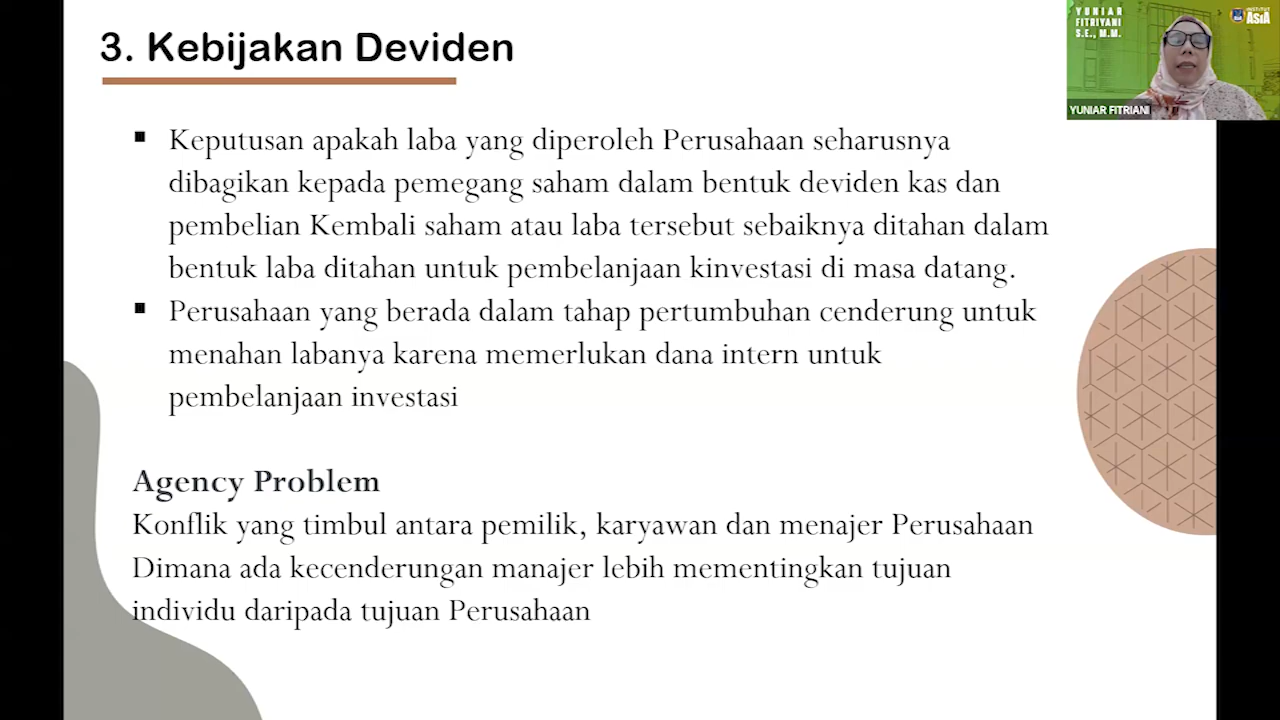 3. Kebijakan Deviden
▪ Keputusan apakah laba yang diperoleh Perusahaan seharusnya
dibagikan kepada pemegang saham dalam bentuk deviden kas dan
pembelian Kembali saham atau laba tersebut sebaiknya ditahan dalam
bentuk laba ditahan untuk pembelanjaan kinvestasi di masa datang.
▪ Perusahaan yang berada dalam tahap pertumbuhan cenderung untuk
menahan labanya karena memerlukan dana intern untuk
pembelanjaan investasi
Agency Problem
Konflik yang timbul antara pemilik, karyawan dan menajer Perusahaan
Dimana ada kecenderungan manajer lebih mementingkan tujuan
individu daripada tujuan Perusahaan
YUNIAR
FITRIYANI
S.E., M.M.
INSTITUT
ASIA
YUNIAR FITRIANI